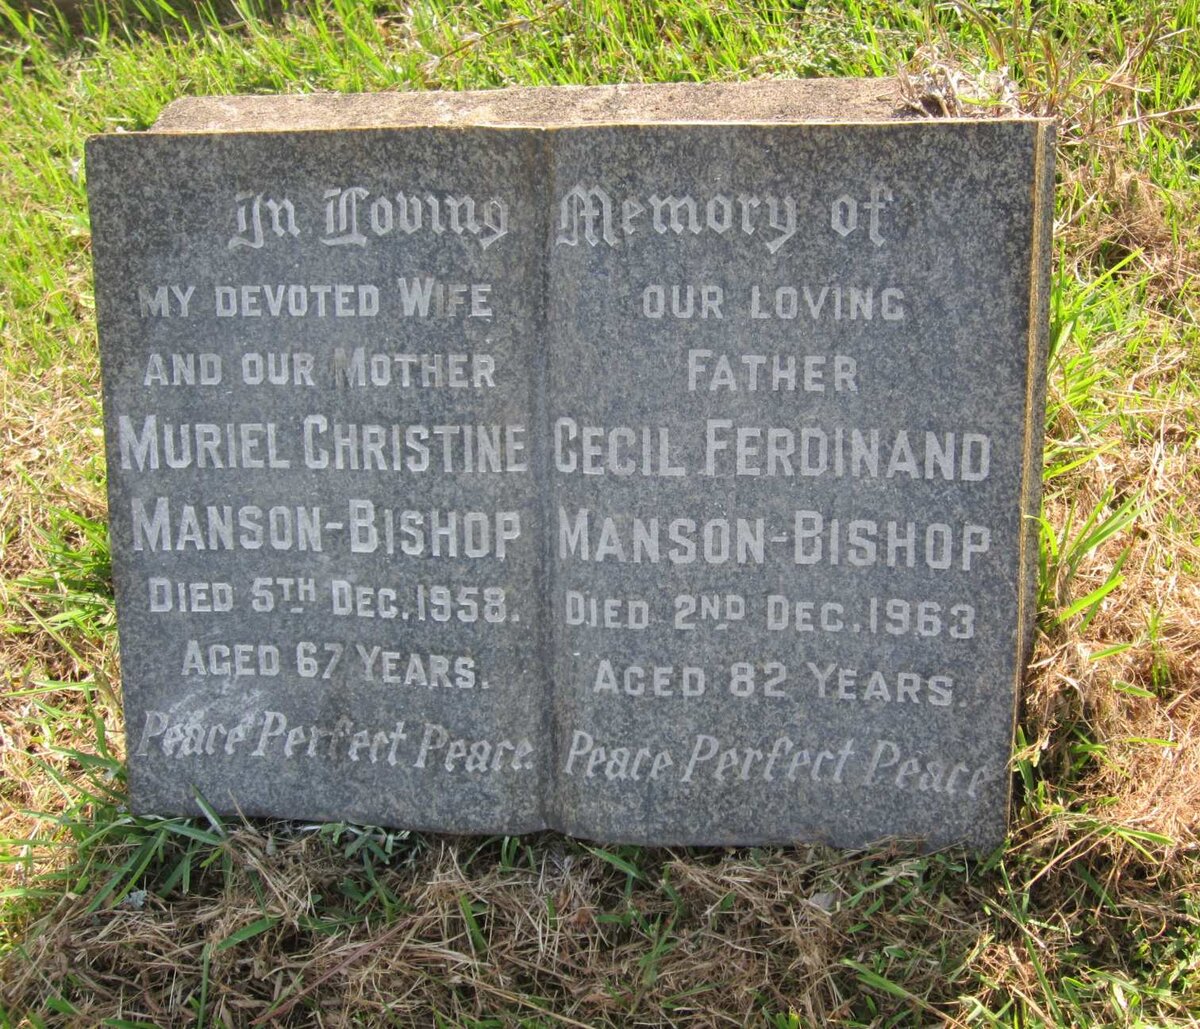 In Loving Memory of
MY DEVOTED WIFE
AND OUR MOTHER
MURIEL CHRISTINE
MANSON-BISHOP
DIED 5TH DEC. 1958.
AGED 67 YEARS.
Peace Perfect Peace.
OUR LOVING
FATHER
CECIL FERDINAND
MANSON-BISHOP
DIED 2ND DEC. 1963
AGED 82 YEARS.
Peace Perfect Peace